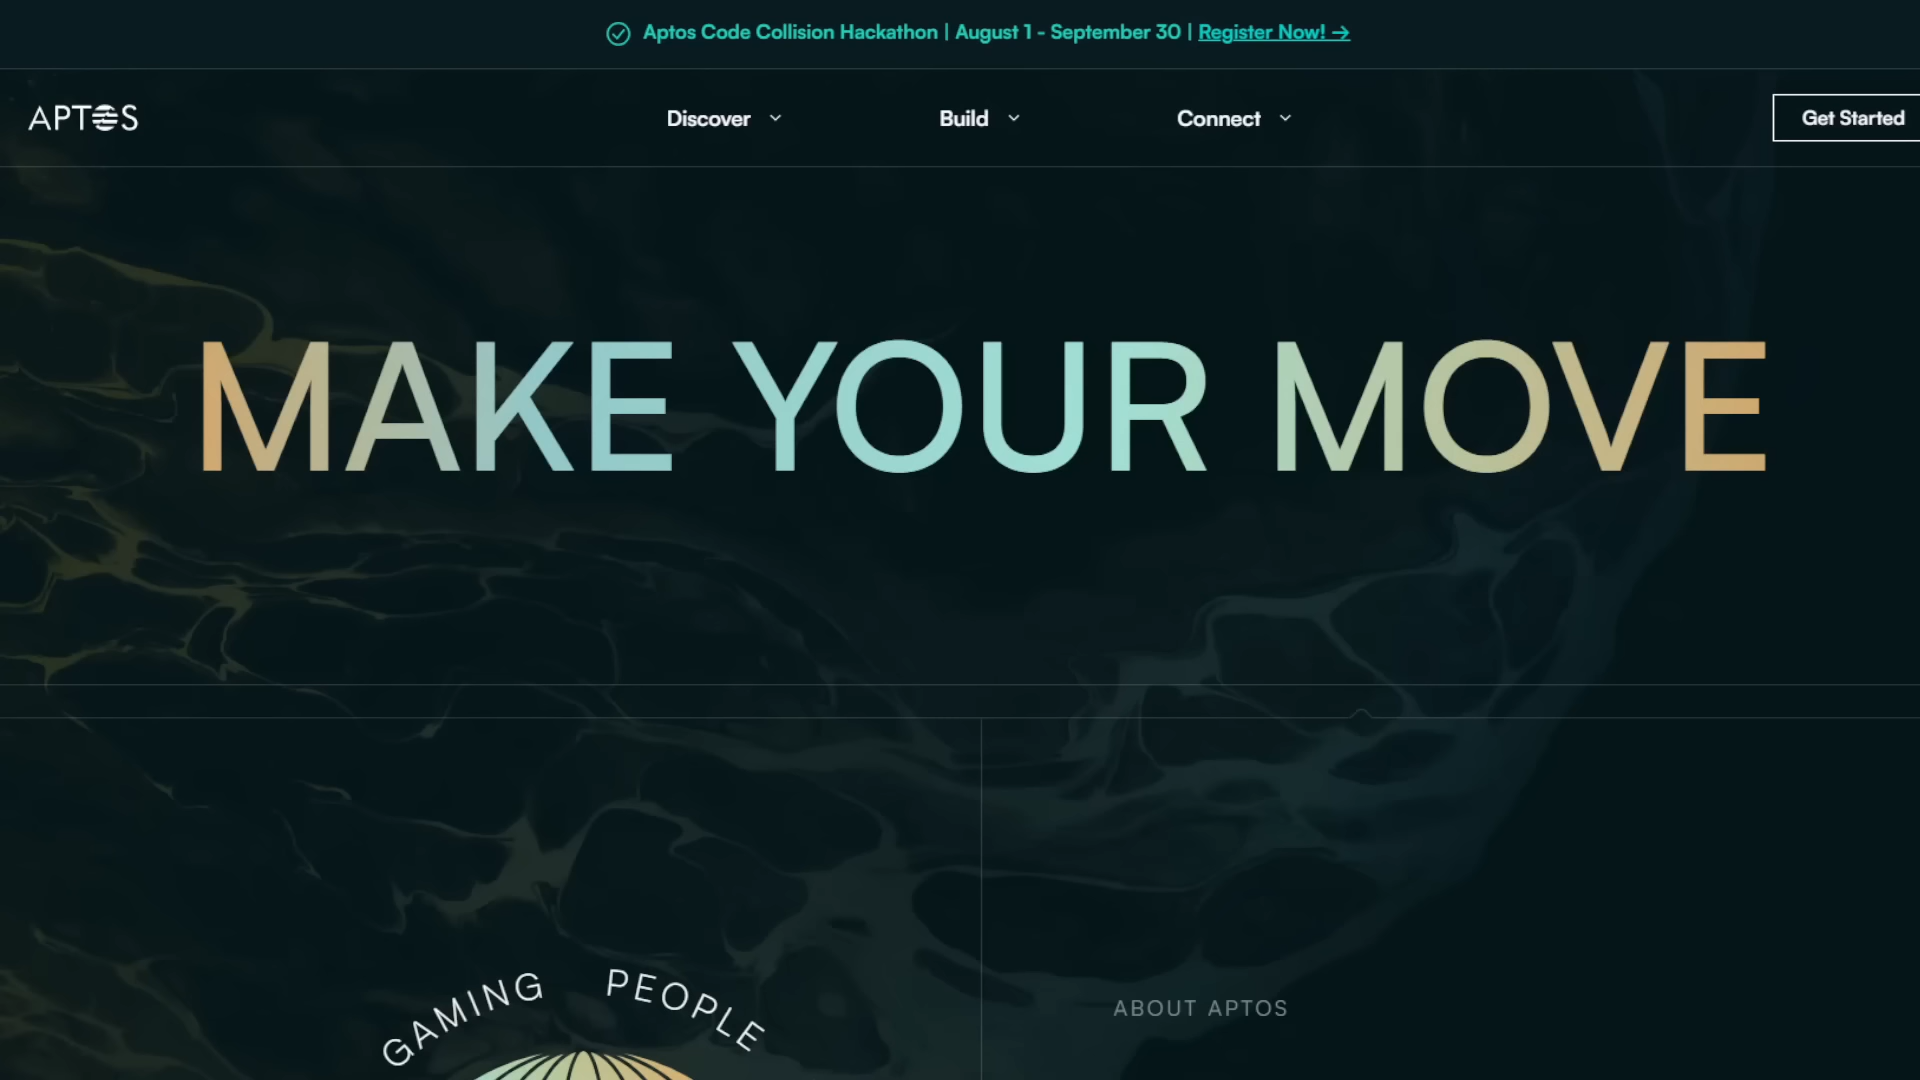 Aptos Code Collision Hackathon | August 1 - September 30 | Register Now! →
APTOS
Discover
Build
Connect
Get Started
MAKE YOUR MOVE
GAMING PEOPLE
ABOUT APTOS